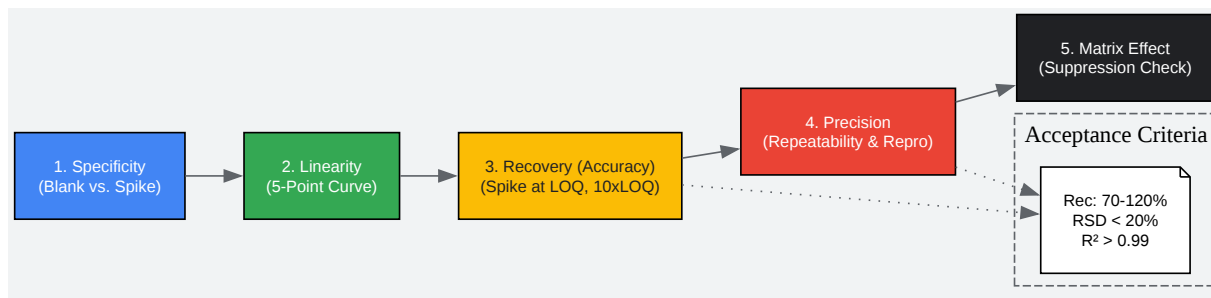 1. Specificity
(Blank vs. Spike)
2. Linearity
(5-Point Curve)
3. Recovery (Accuracy)
(Spike at LOQ, 10xLOQ)
4. Precision
(Repeatability & Repro)
5. Matrix Effect
(Suppression Check)
Acceptance Criteria
Rec: 70-120%
RSD < 20%
R² > 0.99